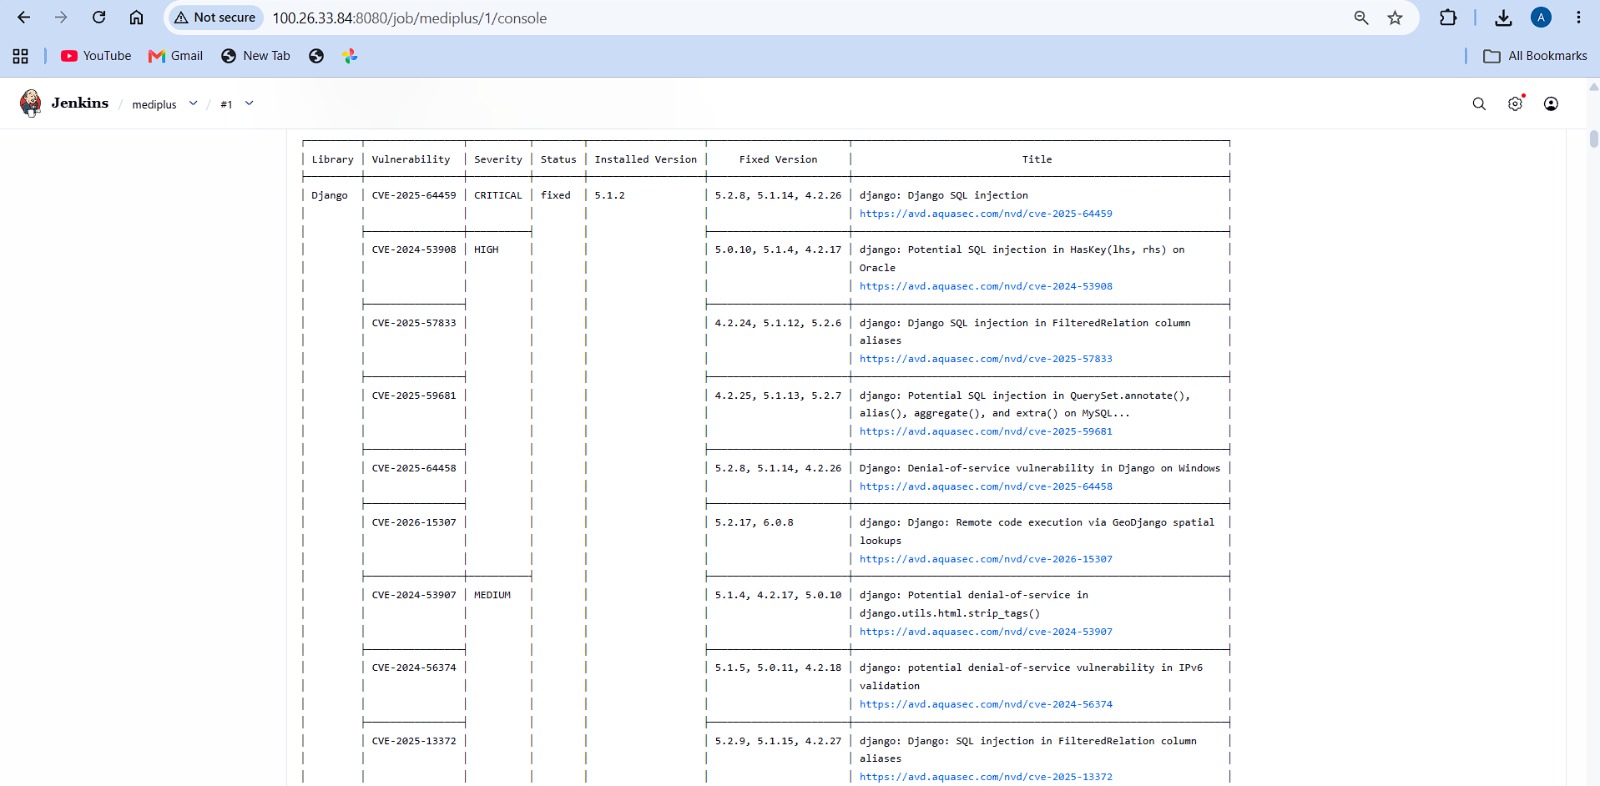 Not secure 100.26.33.84:8080/job/mediplus/1/console A
YouTube Gmail New Tab All Bookmarks
Jenkins / mediplus / #1
Library Vulnerability Severity Status Installed Version Fixed Version Title
Django CVE-2025-64459 CRITICAL fixed 5.1.2 5.2.8, 5.1.14, 4.2.26 django: Django SQL injection
https://avd.aquasec.com/nvd/cve-2025-64459
CVE-2024-53908 HIGH 5.0.10, 5.1.4, 4.2.17 django: Potential SQL injection in HasKey(lhs, rhs) on
Oracle
https://avd.aquasec.com/nvd/cve-2024-53908
CVE-2025-57833 4.2.24, 5.1.12, 5.2.6 django: Django SQL injection in FilteredRelation column
aliases
https://avd.aquasec.com/nvd/cve-2025-57833
CVE-2025-59681 4.2.25, 5.1.13, 5.2.7 django: Potential SQL injection in QuerySet.annotate(),
alias(), aggregate(), and extra() on MySQL...
https://avd.aquasec.com/nvd/cve-2025-59681
CVE-2025-64458 5.2.8, 5.1.14, 4.2.26 Django: Denial-of-service vulnerability in Django on Windows
https://avd.aquasec.com/nvd/cve-2025-64458
CVE-2026-15307 5.2.17, 6.0.8 django: Django: Remote code execution via GeoDjango spatial
lookups
https://avd.aquasec.com/nvd/cve-2026-15307
CVE-2024-53907 MEDIUM 5.1.4, 4.2.17, 5.0.10 django: Potential denial-of-service in
django.utils.html.strip_tags()
https://avd.aquasec.com/nvd/cve-2024-53907
CVE-2024-56374 5.1.5, 5.0.11, 4.2.18 django: potential denial-of-service vulnerability in IPv6
validation
https://avd.aquasec.com/nvd/cve-2024-56374
CVE-2025-13372 5.2.9, 5.1.15, 4.2.27 django: Django: SQL injection in FilteredRelation column
aliases
https://avd.aquasec.com/nvd/cve-2025-13372